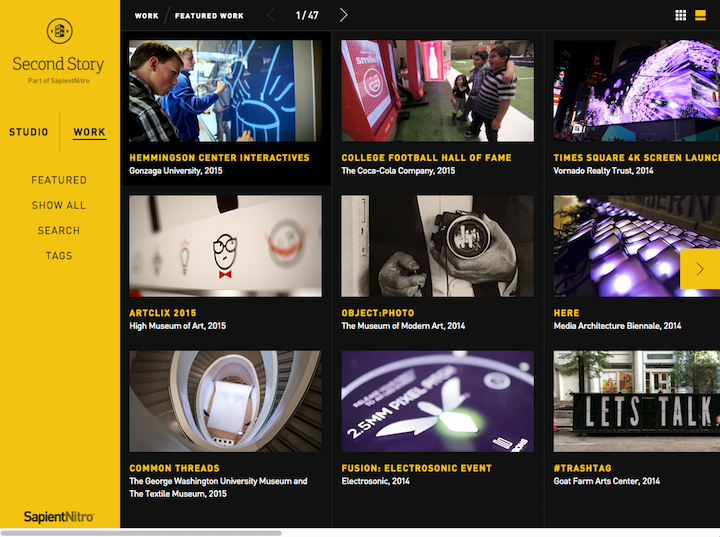 Second Story
Part of SapientNitro
STUDIO
WORK
FEATURED
SHOW ALL
SEARCH
TAGS
SapientNitro
WORK / FEATURED WORK
1/47
HEMMINGSON CENTER INTERACTIVES
Gonzaga University, 2015
smile
COLLEGE FOOTBALL HALL OF FAME
The Coca-Cola Company, 2015
TIMES SQUARE 4K SCREEN LAUNC
Vornado Realty Trust, 2014
ARTCLIX 2015
High Museum of Art, 2015
OBJECT:PHOTO
The Museum of Modern Art, 2014
HERE
Media Architecture Biennale, 2014
COMMON THREADS
The George Washington University Museum and
The Textile Museum, 2015
2.5MM PIXEL PITCH
FUSION: ELECTROSONIC EVENT
Electrosonic, 2014
LETS TALK
#TRASHTAG
Goat Farm Arts Center, 2014